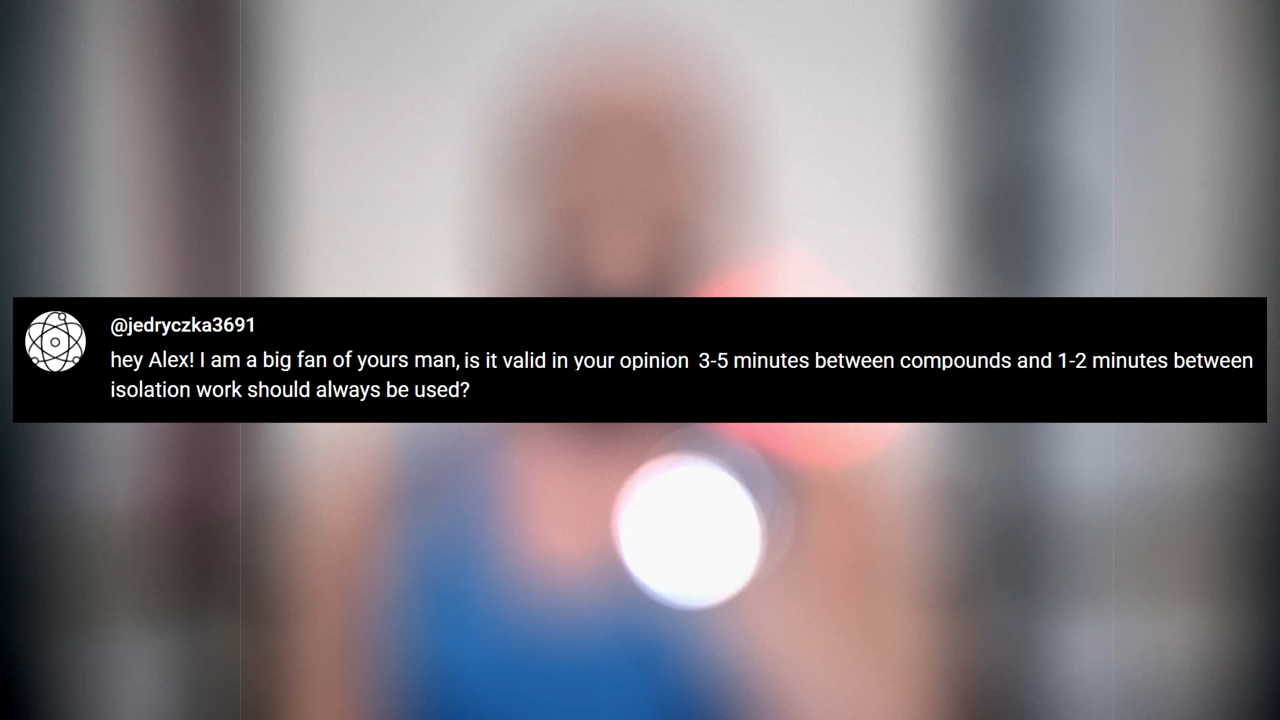 @jedryczka3691
hey Alex! I am a big fan of yours man, is it valid in your opinion 3-5 minutes between compounds and 1-2 minutes between
isolation work should always be used?